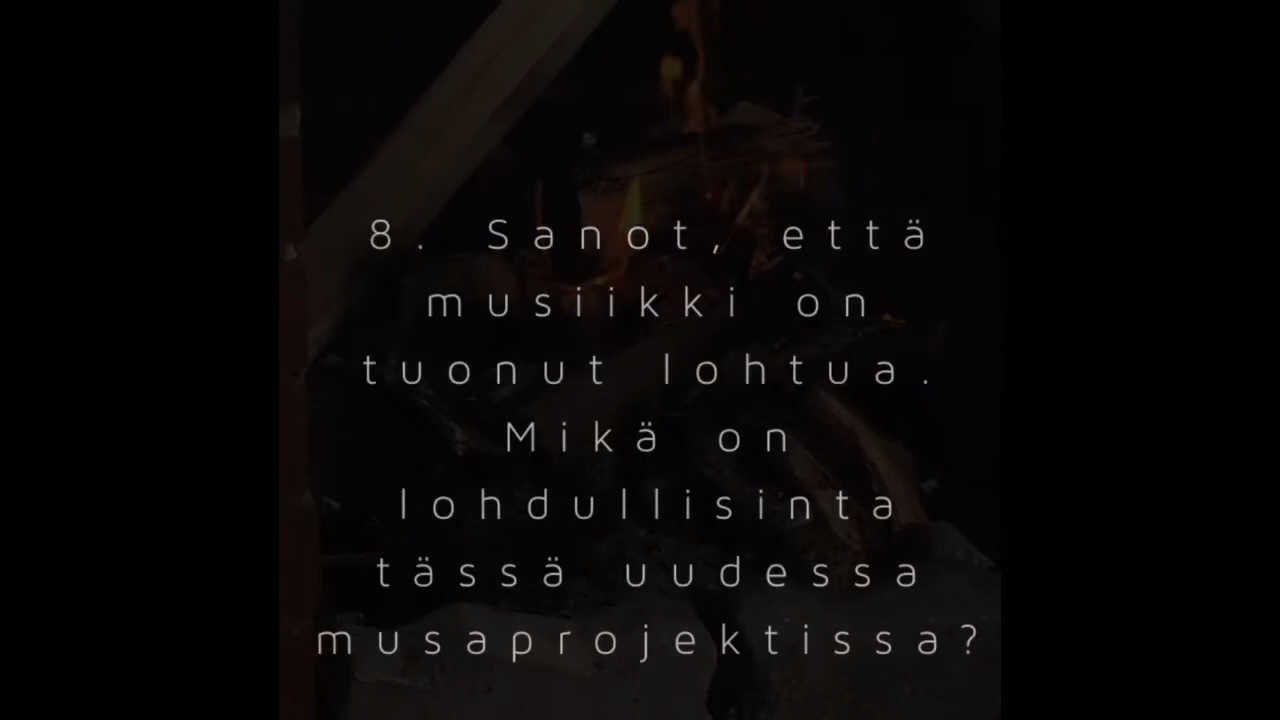 8. Sanot, että
musiikki on
tuonut lohtua.
Mikä on
lohdullisinta
tässä uudessa
musaprojektissa?